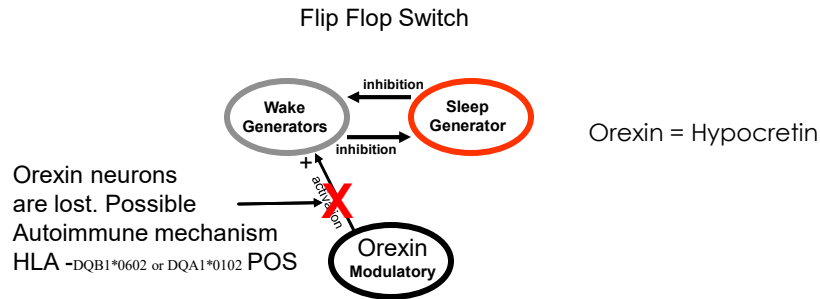 Flip Flop Switch
inhibition
Wake
Generators
Sleep
Generator
inhibition
Orexin = Hypocretin
+
activation
X
Orexin neurons
are lost. Possible
Autoimmune mechanism
HLA -DQB1*0602 or DQA1*0102 POS
Orexin
Modulatory